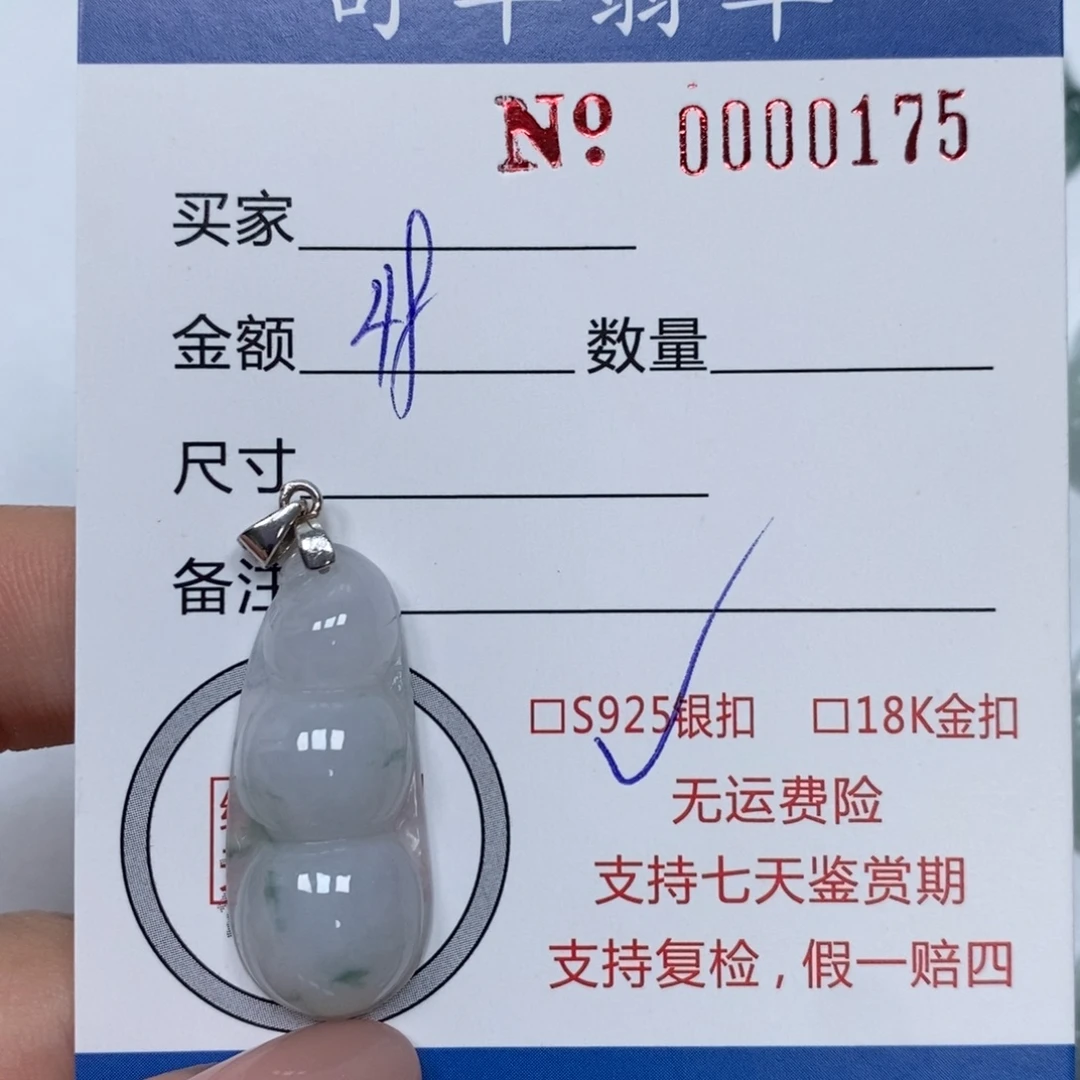 № 0000175
买家
金额 48 数量
尺寸
备注
□S925银扣 □18K金扣
无运费险
支持七天鉴赏期
支持复检,假一赔四